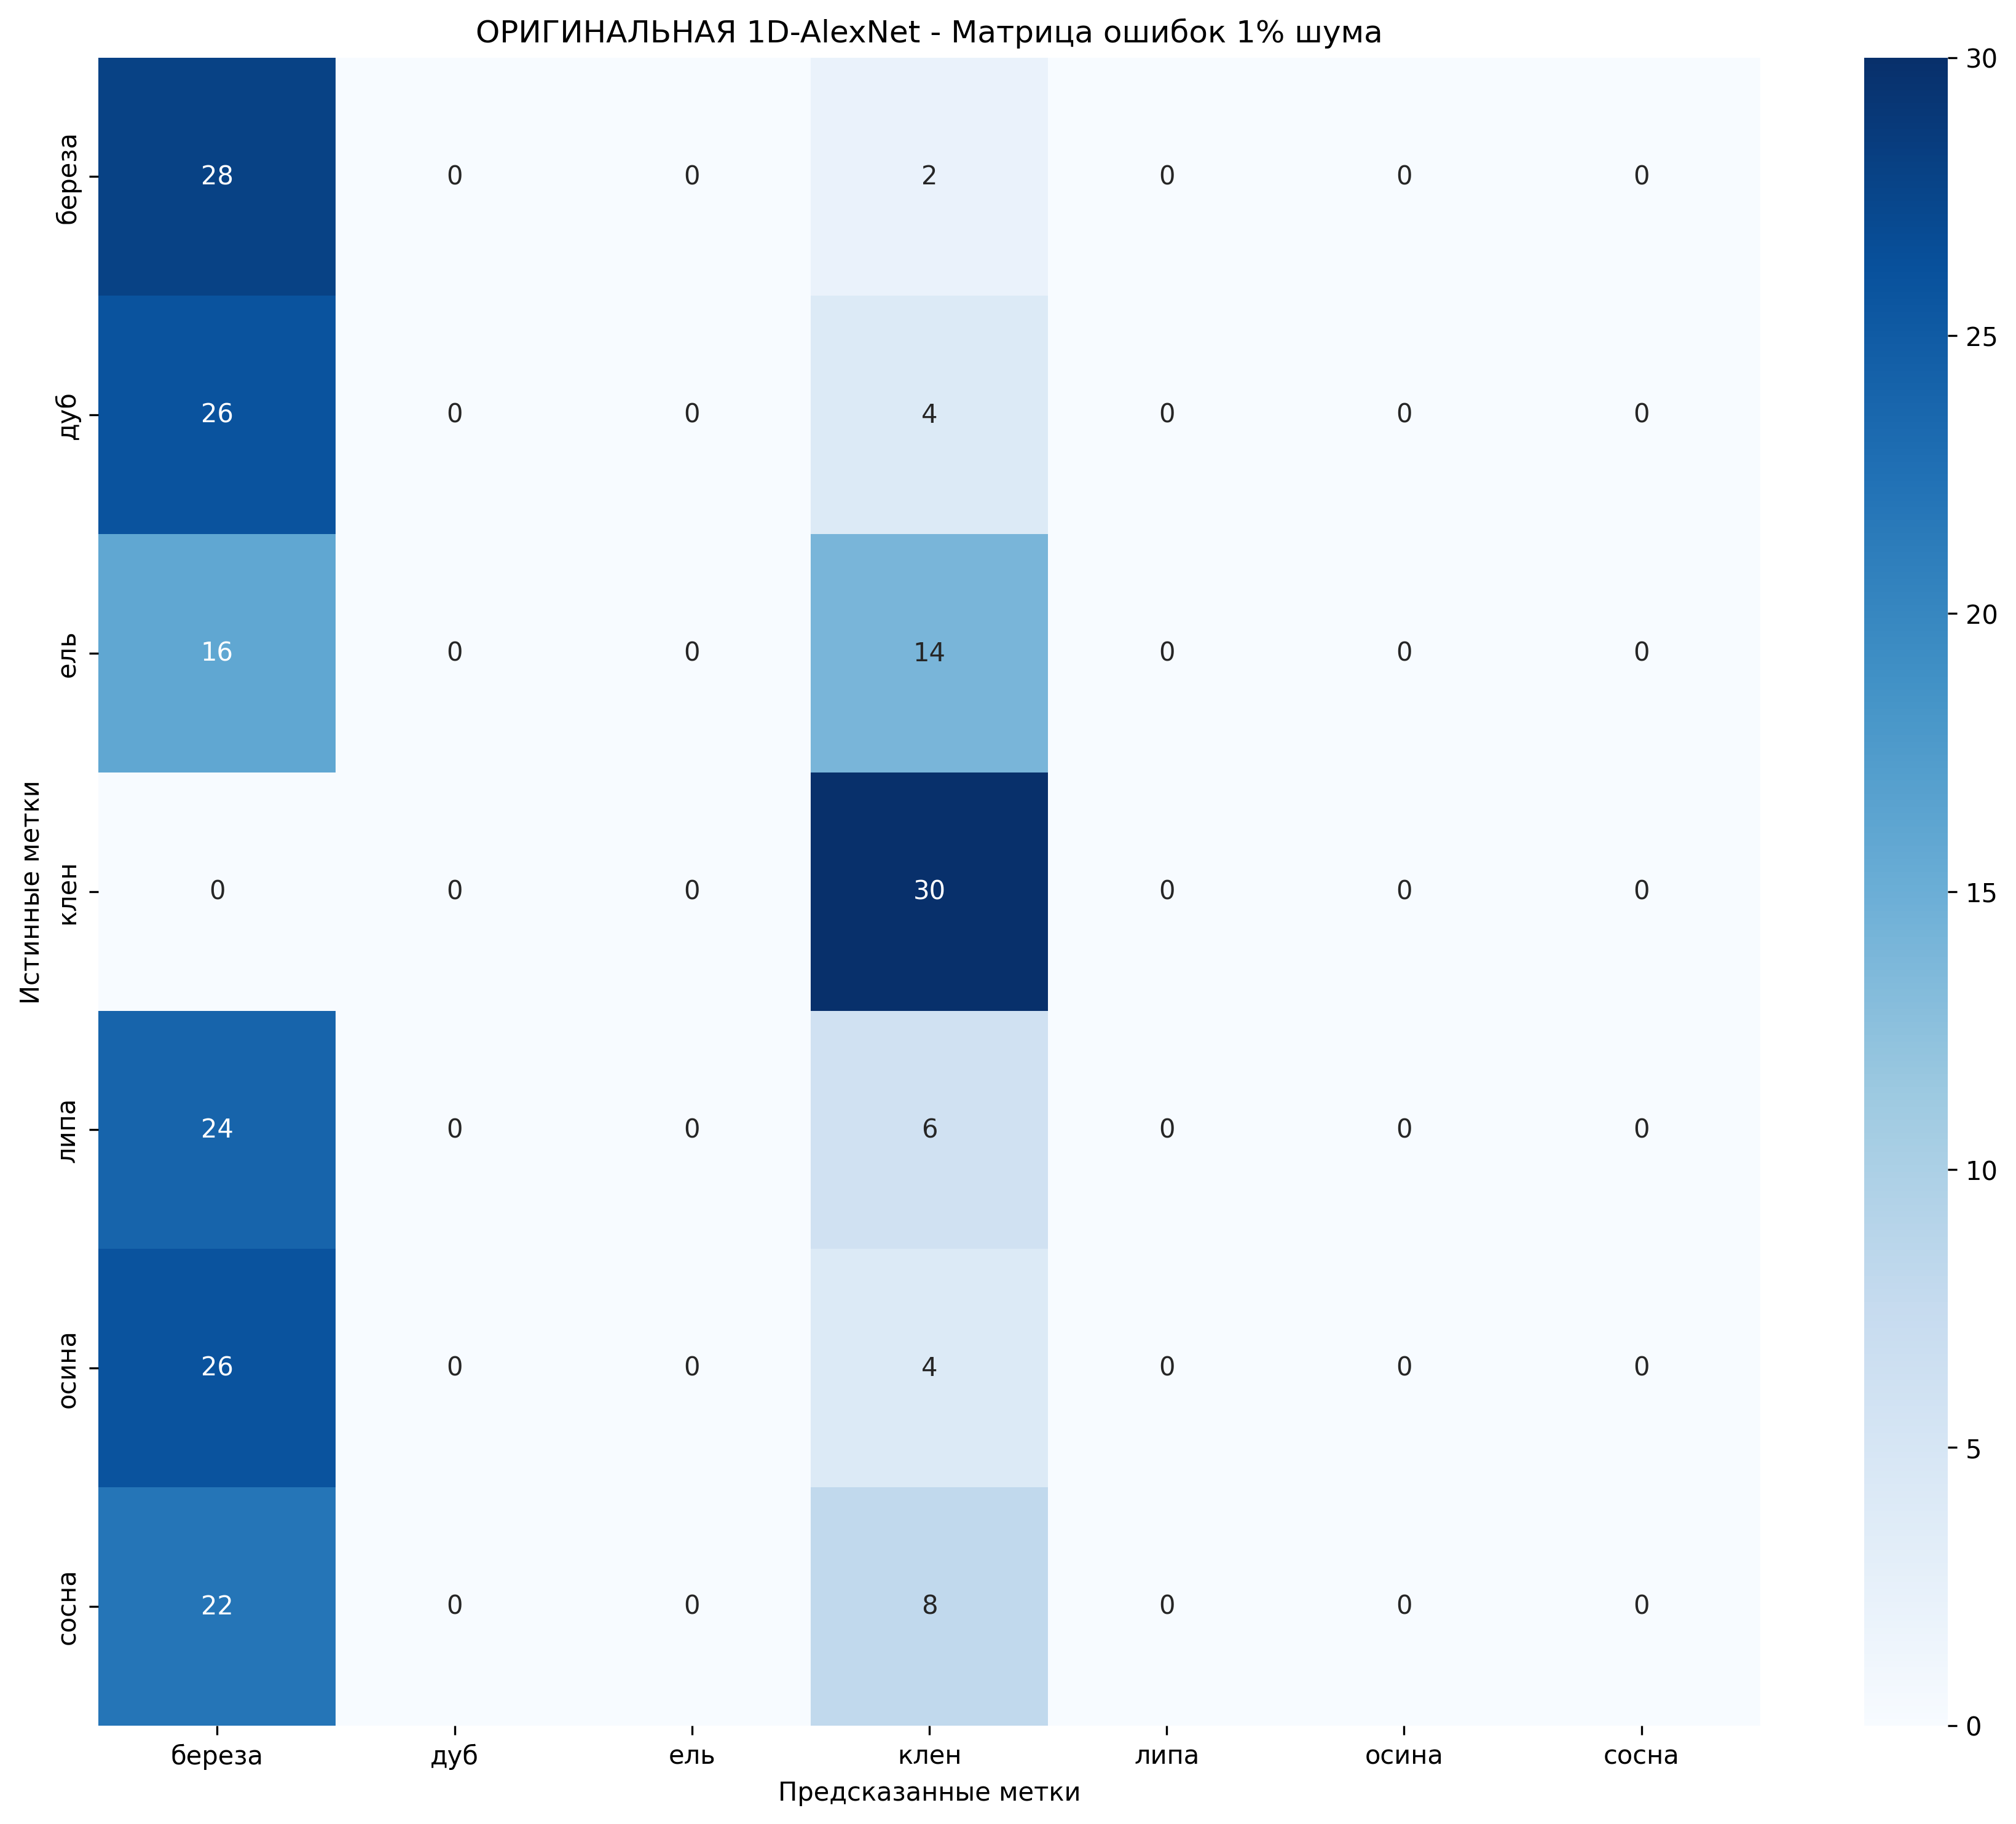 ОРИГИНАЛЬНАЯ 1D-AlexNet - Матрица ошибок 1% шума
Истинные метки
береза 28 0 0 2 0 0 0
дуб 26 0 0 4 0 0 0
ель 16 0 0 14 0 0 0
клен 0 0 0 30 0 0 0
липа 24 0 0 6 0 0 0
осина 26 0 0 4 0 0 0
сосна 22 0 0 8 0 0 0
береза дуб ель клен липа осина сосна
Предсказанные метки
30
25
20
15
10
5
0